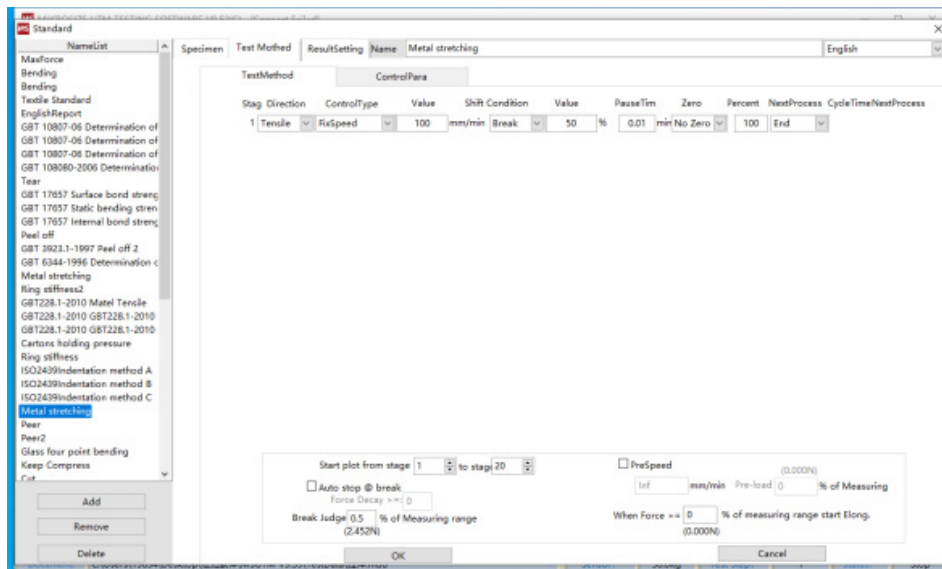 MS Standard
NameList
MaxForce
Bending
Bending
Textile Standard
EnglishReport
GBT 10807-06 Determination of
GBT 10807-06 Determination of
GBT 10807-06 Determination of
GBT 108080-2006 Determinatio
Tear
GBT 17657 Surface bond streng
GBT 17657 Static bending stren
GBT 17657 Internal bond streng
Peel off
GBT 3923.1-1997 Peel off 2
GBT 6344-1996 Determination c
Metal stretching
Ring stiffness2
GBT228.1-2010 Matel Tensile
GBT228.1-2010 GBT228.1-2010
GBT228.1-2010 GBT228.1-2010
Cartons holding pressure
Ring stiffness
ISO2439Indentation method A
ISO2439Indentation method B
ISO2439Indentation method C
Metal stretching
Peer
Peer2
Glass four point bending
Keep Compress
Cut
Add
Remove
Delete
Specimen Test Mothed ResultSetting Name Metal stretching English
TestMethod ControlPara
Stag Direction ControlType Value Shift Condition Value PauseTim Zero Percent NextProcess CycleTimeNextProcess
1 Tensile FixSpeed 100 mm/min Break 50 % 0.01 min No Zero 100 End
Start plot from stage 1 to stag 20
Auto stop @ break
Force Decay >=: 0
Break Judge 0.5 % of Measuring range
(2.452N)
PreSpeed (0.000N)
Inf mm/min Pre-load 0 % of Measuring
When Force >= 0 % of measuring range start Elong.
(0.000N)
OK Cancel